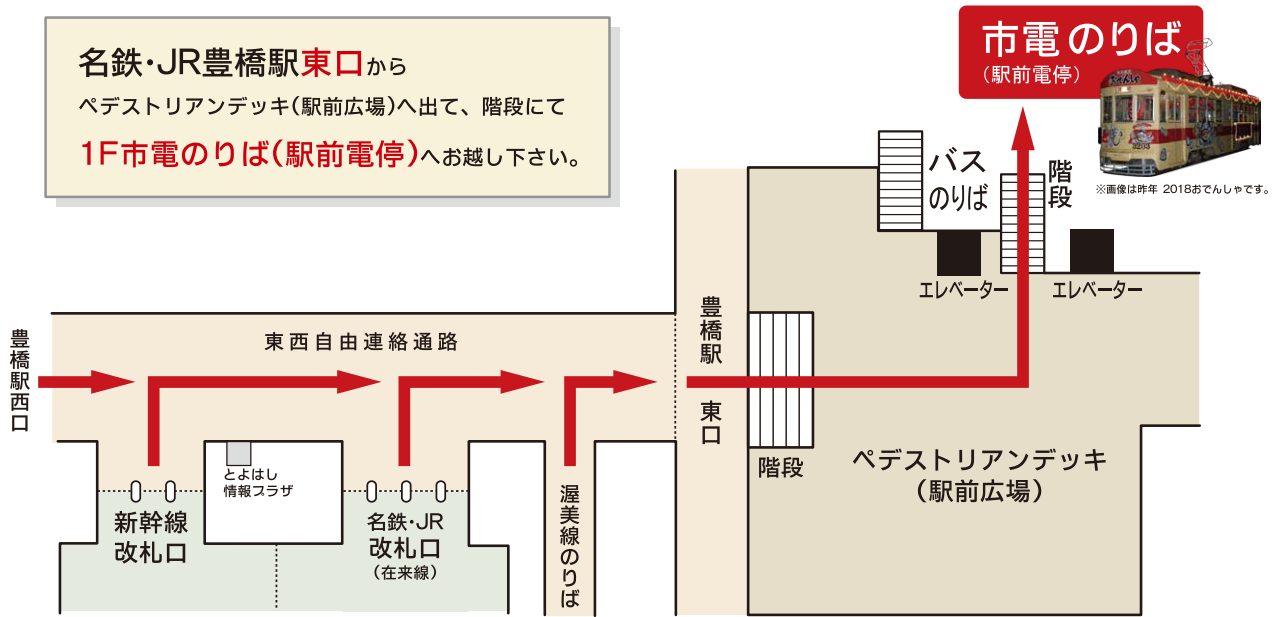 名鉄・JR豊橋駅東口から
ペデストリアンデッキ(駅前広場)へ出て、階段にて
1F市電のりば(駅前電停)へお越し下さい。
市電 のりば
(駅前電停)
おでんしゃ
3203
※画像は昨年 2018おでんしゃです。
バス
のりば
階段
エレベーター
エレベーター
豊橋駅西口
東西自由連絡通路
豊橋駅 東口
階段
ペデストリアンデッキ
(駅前広場)
とよはし
情報プラザ
新幹線
改札口
名鉄・JR
改札口
(在来線)
渥美線のりば